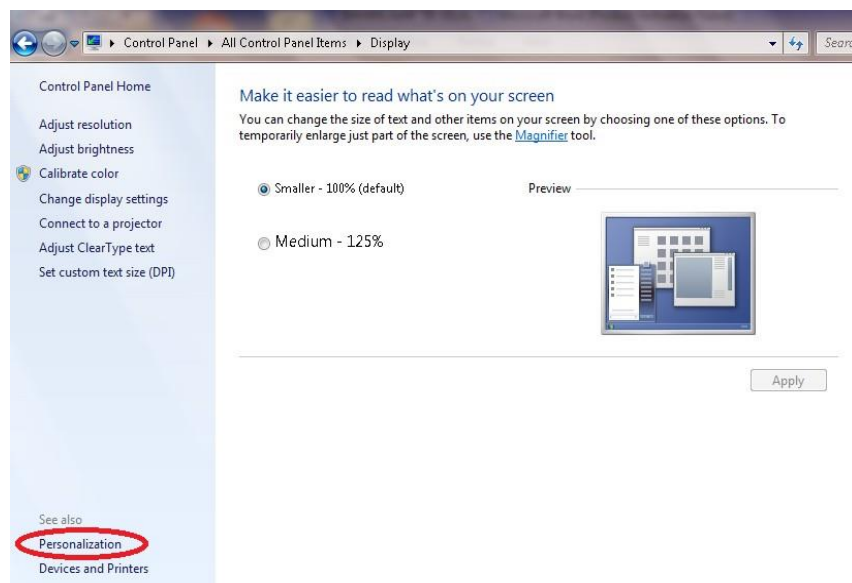 Control Panel ▸ All Control Panel Items ▸ Display
Control Panel Home
Adjust resolution
Adjust brightness
Calibrate color
Change display settings
Connect to a projector
Adjust ClearType text
Set custom text size (DPI)
See also
Personalization
Devices and Printers
Make it easier to read what's on your screen
You can change the size of text and other items on your screen by choosing one of these options. To
temporarily enlarge just part of the screen, use the Magnifier tool.
Smaller - 100% (default)
Preview
Medium - 125%
Apply